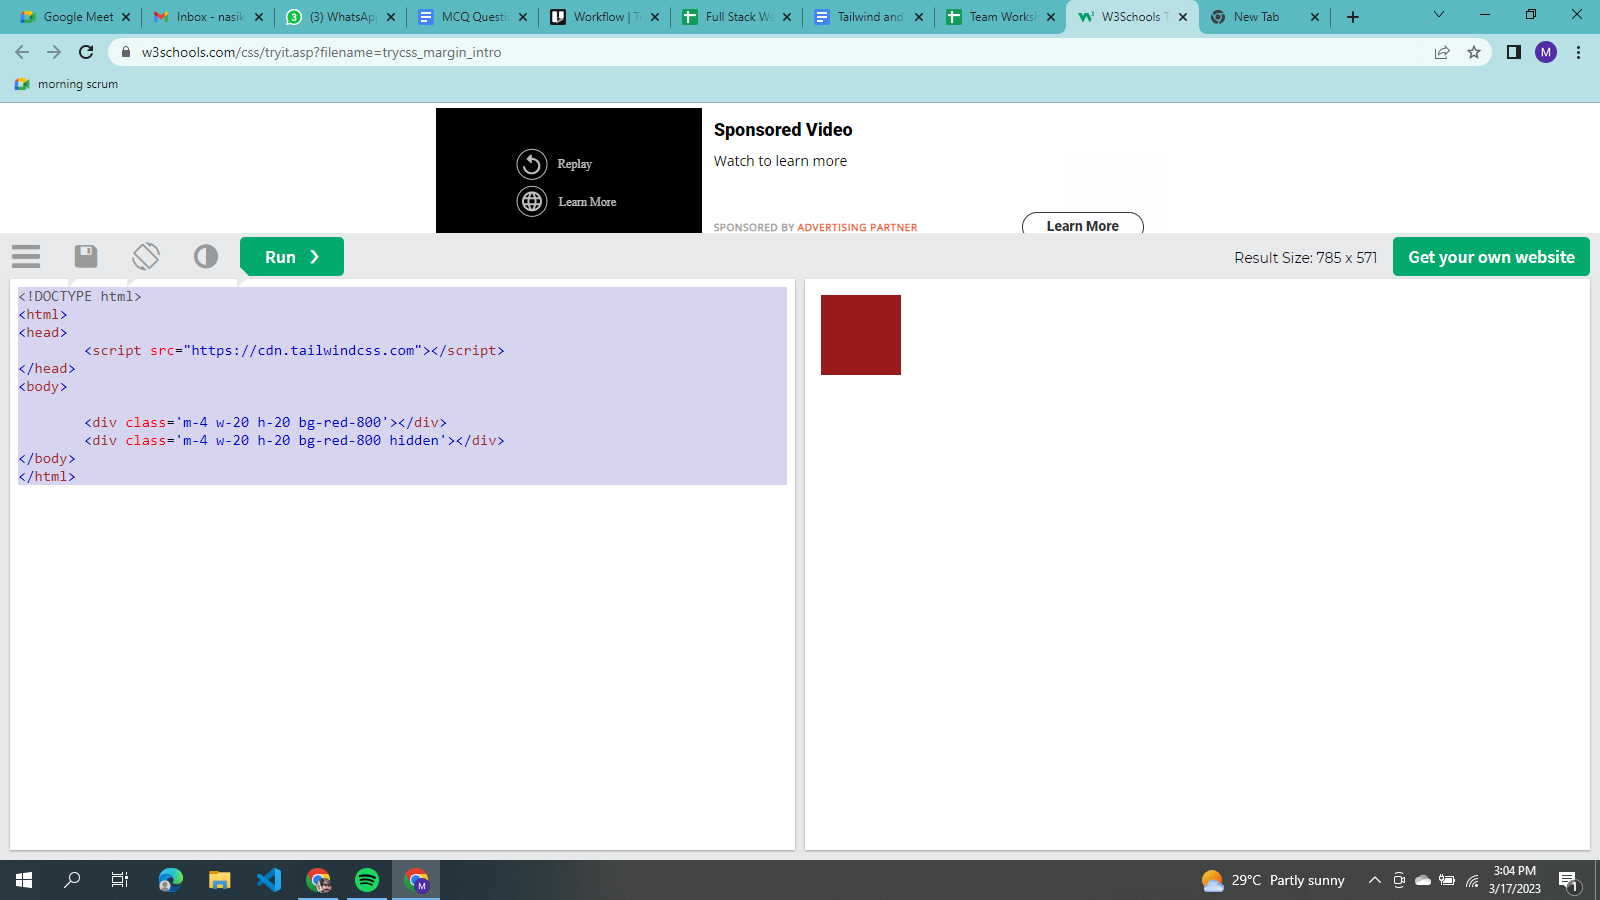 Google Meet
Inbox - nasik
(3) WhatsApp
MCQ Questi
Workflow | T
Full Stack We
Tailwind and
Team Works
W3Schools T
New Tab
w3schools.com/css/tryit.asp?filename=trycss_margin_intro
M
morning scrum
Replay
Learn More
Sponsored Video
Watch to learn more
SPONSORED BY ADVERTISING PARTNER
Learn More
Run ❯
Result Size: 785 x 571
Get your own website
<!DOCTYPE html>
<html>
<head>
<script src="https://cdn.tailwindcss.com"></script>
</head>
<body>
<div class='m-4 w-20 h-20 bg-red-800'></div>
<div class='m-4 w-20 h-20 bg-red-800 hidden'></div>
</body>
</html>
29°C Partly sunny
3:04 PM
3/17/2023
1